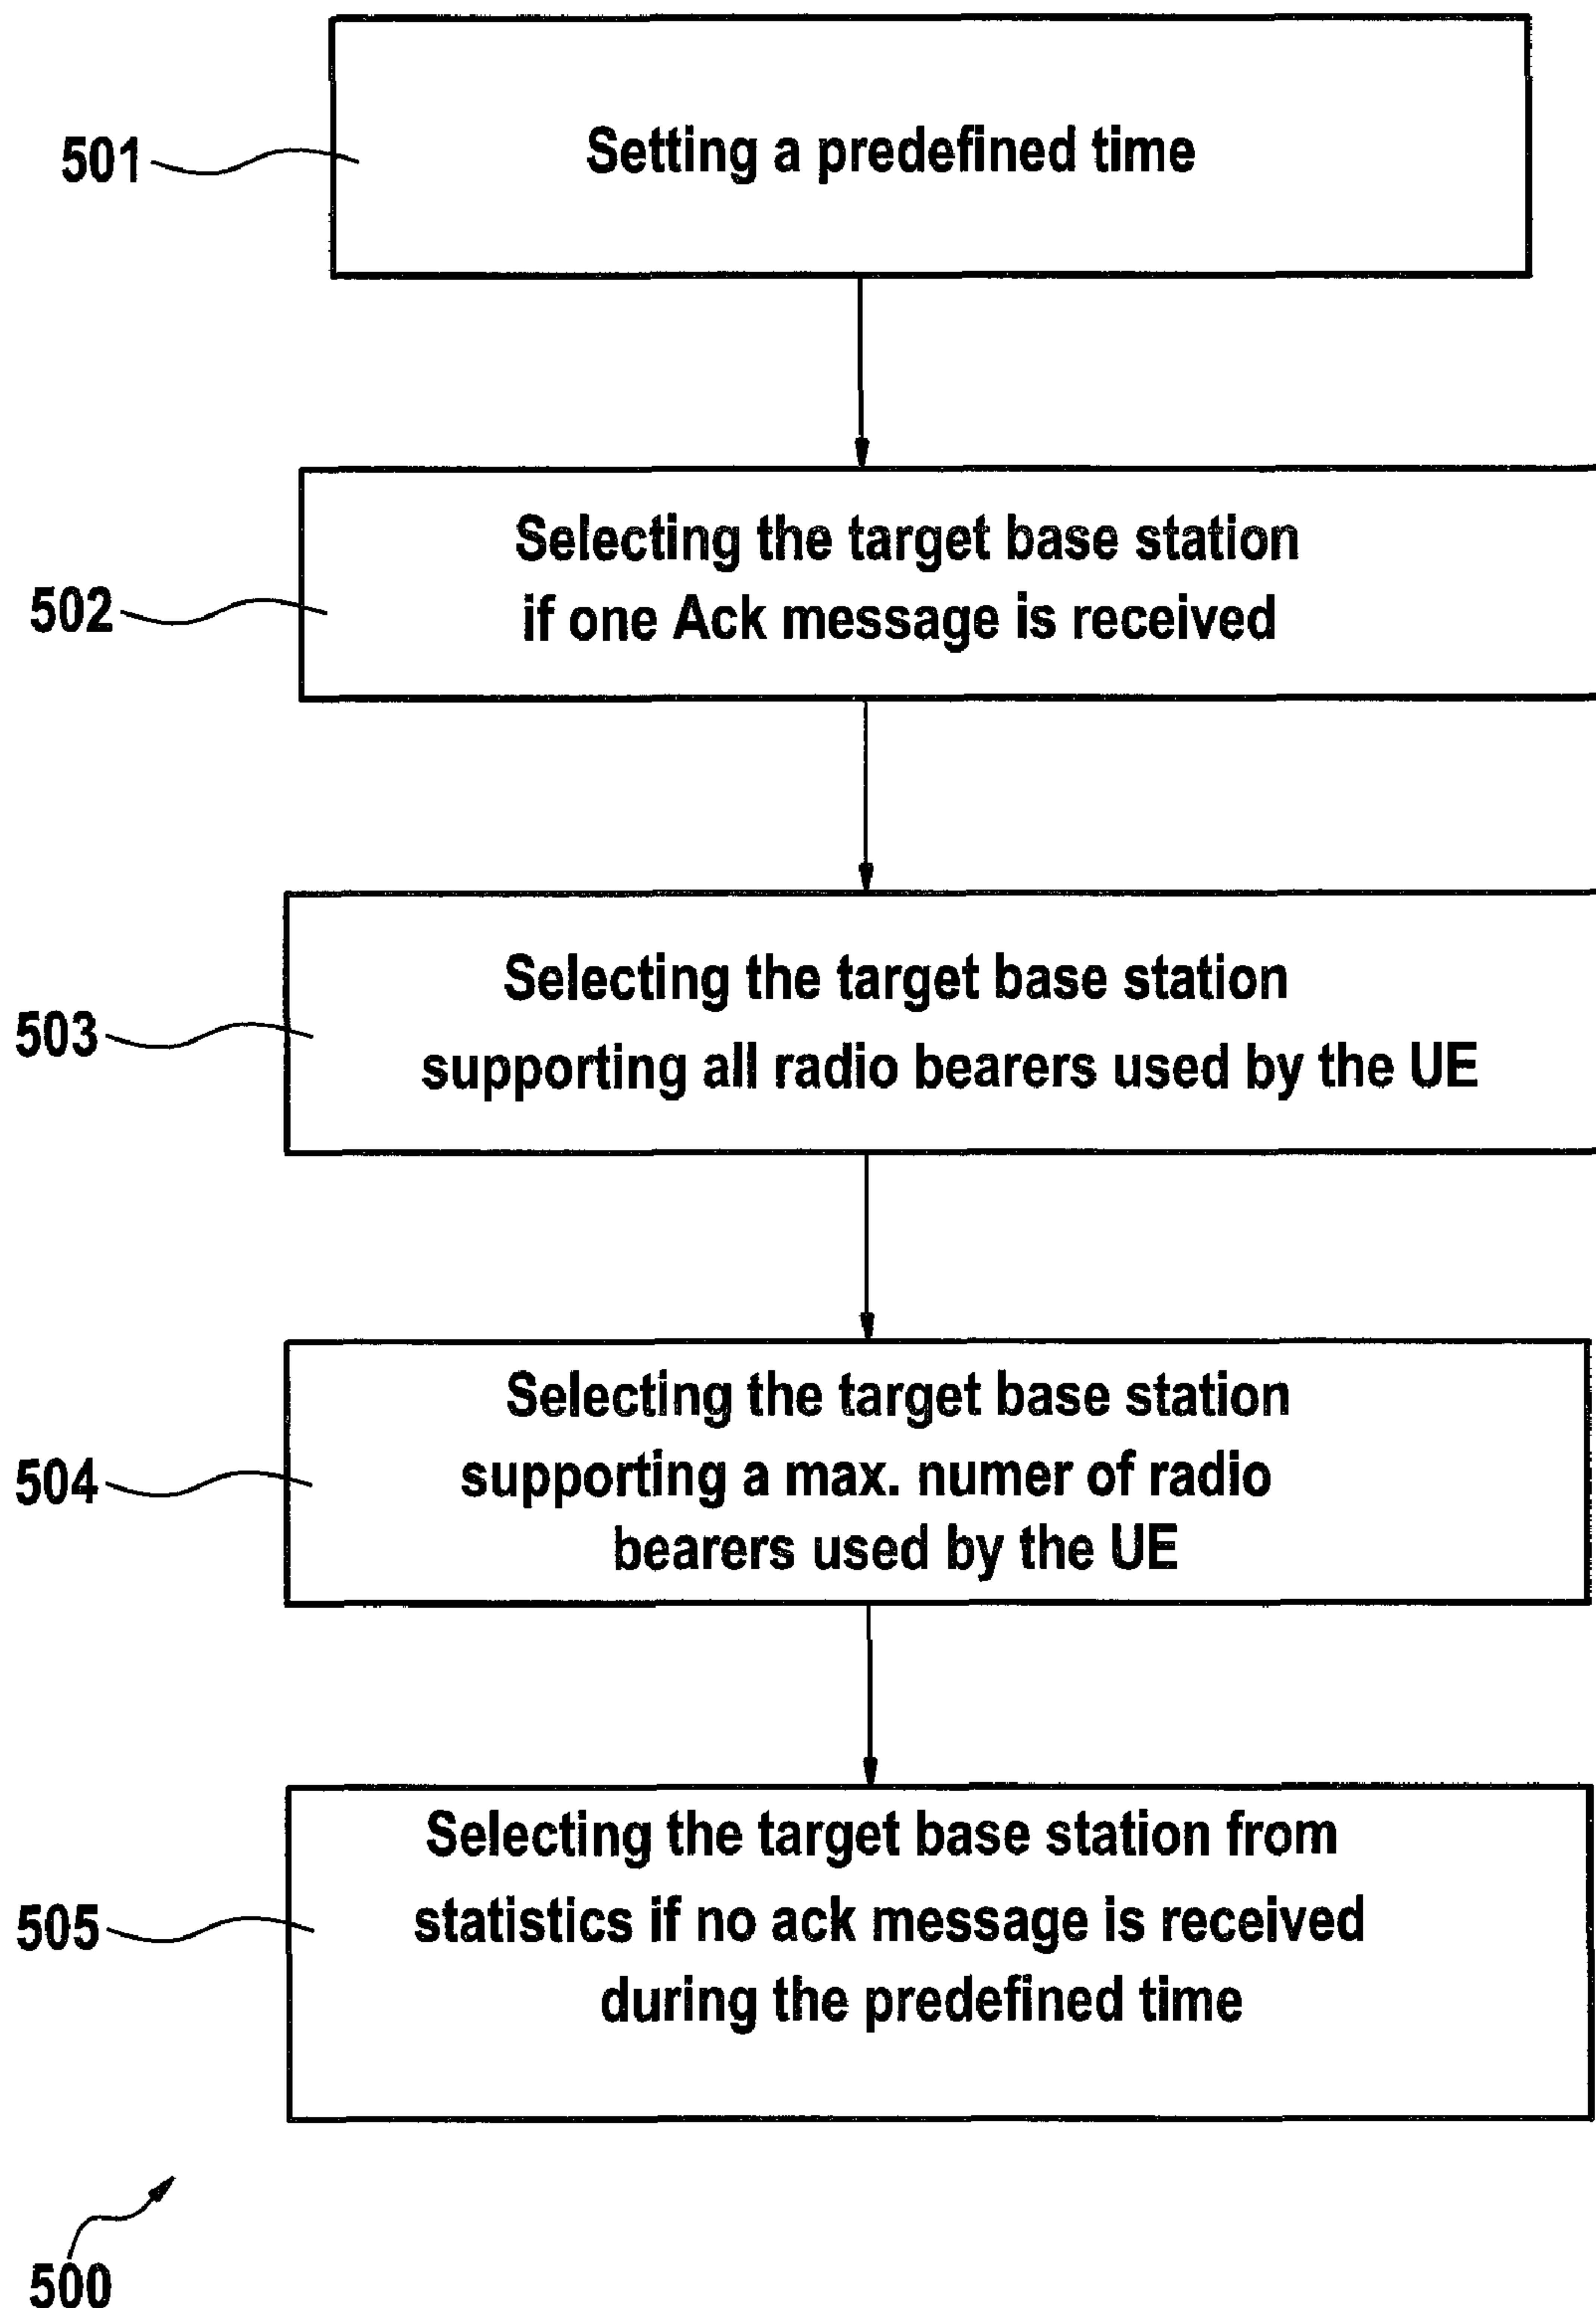 501
Setting a predefined time
Selecting the target base station
502
if one Ack message is received
Selecting the target base station
503
supporting all radio bearers used by the UE
Selecting the target base station
504
supporting a max. numer of radio
bearers used by the UE
Selecting the target base station from
505
statistics if no ack message is received
during the predefined time
500